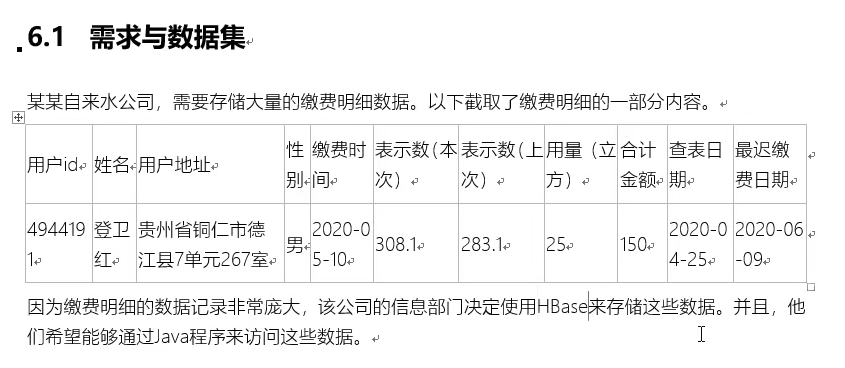 6.1 需求与数据集
某某自来水公司，需要存储大量的缴费明细数据。以下截取了缴费明细的一部分内容。
用户id 姓名 用户地址 性别 缴费时间 表示数（本次） 表示数（上次） 用量（立方） 合计金额 查表日期 最迟缴费日期
4944191 登卫红 贵州省铜仁市德江县7单元267室 男 2020-05-10 308.1 283.1 25 150 2020-04-25 2020-06-09
因为缴费明细的数据记录非常庞大，该公司的信息部门决定使用HBase来存储这些数据。并且，他
们希望能够通过Java程序来访问这些数据。